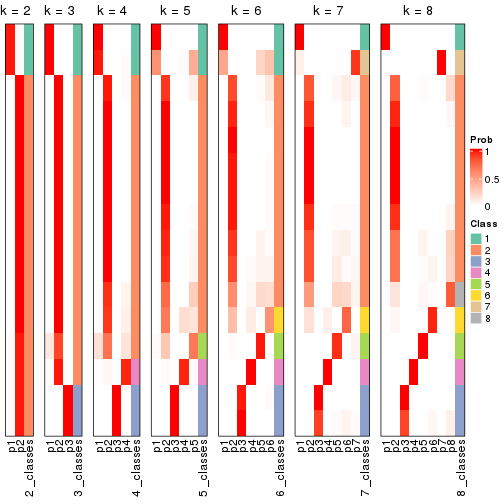 k = 2 k = 3 k = 4 k = 5 k = 6 k = 7 k = 8
Prob
1
0.5
0
Class
1
2
3
4
5
6
7
8
p1 p2 2_classes p1 p2 p3 3_classes p1 p2 p3 p4 4_classes p1 p2 p3 p4 p5 5_classes p1 p2 p3 p4 p5 p6 6_classes p1 p2 p3 p4 p5 p6 p7 7_classes p1 p2 p3 p4 p5 p6 p7 p8 8_classes